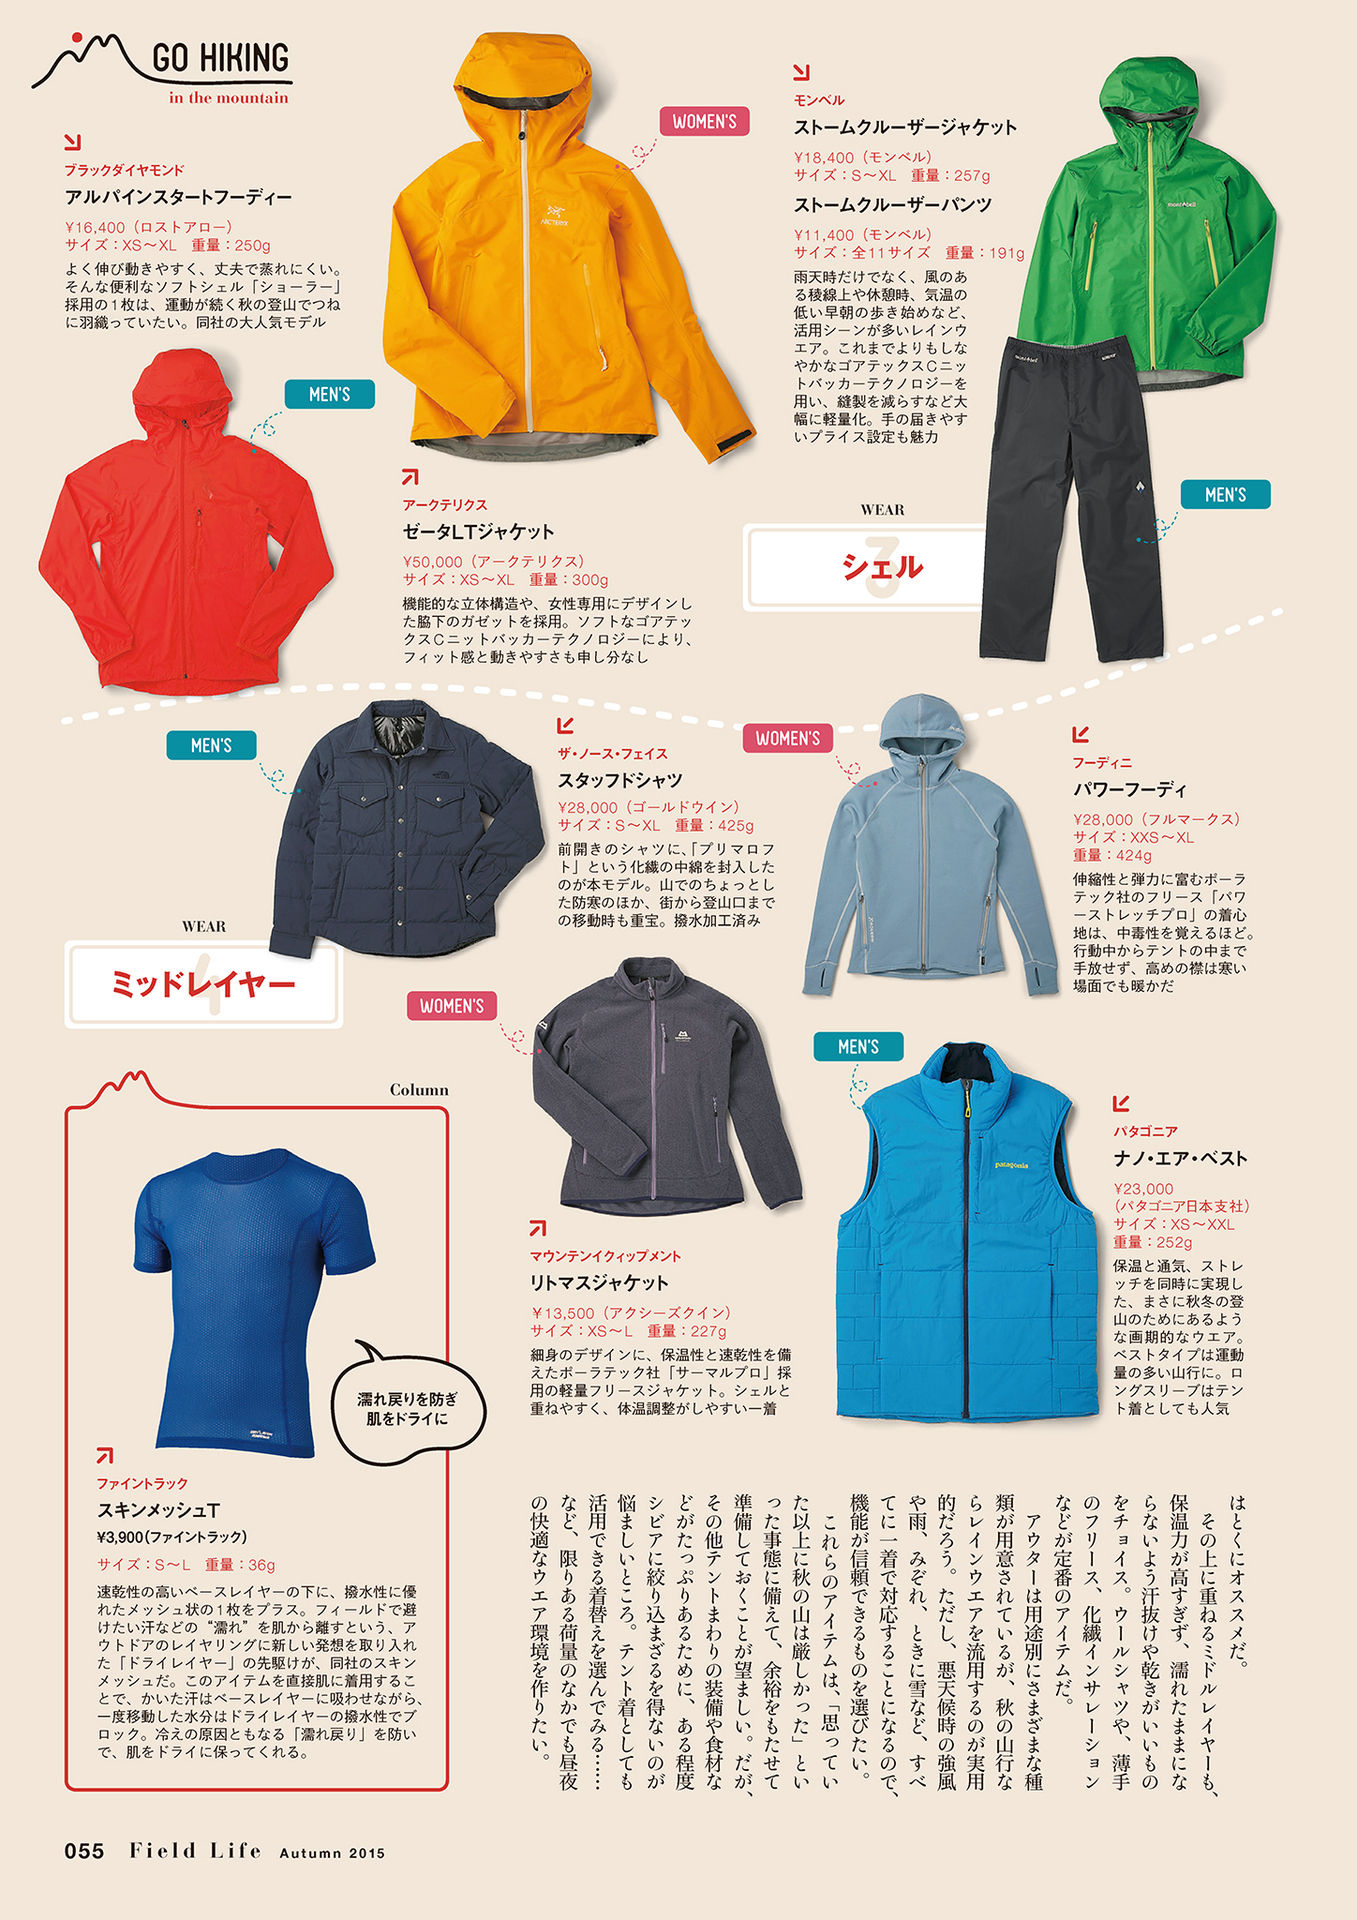 GO HIKING
in the mountain
ブラックダイヤモンド
アルパインスタートフーディー
¥16,400（ロストアロー）
サイズ：XS〜XL　重量：250g
よく伸び動きやすく、丈夫で蒸れにくい。
そんな便利なソフトシェル「ショーラー」
採用の1枚は、運動が続く秋の登山でつね
に羽織っていたい。同社の大人気モデル
MEN'S
WOMEN'S
ARC'TERYX
アークテリクス
ゼータLTジャケット
¥50,000（アークテリクス）
サイズ：XS〜XL　重量：300g
機能的な立体構造や、女性専用にデザインし
た脇下のガゼットを採用。ソフトなゴアテッ
クスCニットバッカーテクノロジーにより、
フィット感と動きやすさも申し分なし
モンベル
ストームクルーザージャケット
¥18,400（モンベル）
サイズ：S〜XL　重量：257g
ストームクルーザーパンツ
¥11,400（モンベル）
サイズ：全11サイズ　重量：191g
雨天時だけでなく、風のあ
る稜線上や休憩時、気温の
低い早朝の歩き始めなど、
活用シーンが多いレインウ
エア。これまでよりもしな
やかなゴアテックスCニッ
トバッカーテクノロジーを
用い、縫製を減らすなど大
幅に軽量化。手の届きやす
いプライス設定も魅力
mont-bell
mont-bell
MEN'S
WEAR
3
シェル
MEN'S
ザ・ノース・フェイス
スタッフドシャツ
¥28,000（ゴールドウイン）
サイズ：S〜XL　重量：425g
前開きのシャツに、「プリマロフ
ト」という化繊の中綿を封入した
のが本モデル。山でのちょっとし
た防寒のほか、街から登山口まで
の移動時も重宝。撥水加工済み
WOMEN'S
フーディニ
パワーフーディ
¥28,000（フルマークス）
サイズ：XXS〜XL
重量：424g
伸縮性と弾力に富むポーラ
テック社のフリース「パワ
ーストレッチプロ」の着心
地は、中毒性を覚えるほど。
行動中からテントの中まで
手放せず、高めの襟は寒い
場面でも暖かだ
WEAR
4
ミッドレイヤー
WOMEN'S
マウンテンイクィップメント
リトマスジャケット
¥13,500（アクシーズクイン）
サイズ：XS〜L　重量：227g
細身のデザインに、保温性と速乾性を備
えたポーラテック社「サーマルプロ」採
用の軽量フリースジャケット。シェルと
重ねやすく、体温調整がしやすい一着
MEN'S
patagonia
パタゴニア
ナノ・エア・ベスト
¥23,000
（パタゴニア日本支社）
サイズ：XS〜XXL
重量：252g
保温と通気、ストレ
ッチを同時に実現し
た、まさに秋冬の登
山のためにあるよう
な画期的なウエア。
ベストタイプは運動
量の多い山行に。ロ
ングスリーブはテン
ト着としても人気
Column
濡れ戻りを防ぎ
肌をドライに
ファイントラック
スキンメッシュT
¥3,900（ファイントラック）
サイズ：S〜L　重量：36g
速乾性の高いベースレイヤーの下に、撥水性に優
れたメッシュ状の1枚をプラス。フィールドで避
けたい汗などの“濡れ”を肌から離すという、ア
ウトドアのレイヤリングに新しい発想を取り入れ
た「ドライレイヤー」の先駆けが、同社のスキン
メッシュだ。このアイテムを直接肌に着用するこ
とで、かいた汗はベースレイヤーに吸わせながら、
一度移動した水分はドライレイヤーの撥水性でブ
ロック。冷えの原因ともなる「濡れ戻り」を防い
で、肌をドライに保ってくれる。
はとくにオススメだ。
　その上に重ねるミドルレイヤーも、
保温力が高すぎず、濡れたままにな
らないよう汗抜けや乾きがいいもの
をチョイス。ウールシャツや、薄手
のフリース、化繊インサレーション
などが定番のアイテムだ。
　アウターは用途別にさまざまな種
類が用意されているが、秋の山行な
らレインウエアを流用するのが実用
的だろう。ただし、悪天候時の強風
や雨、みぞれ、ときに雪など、すべ
てに一着で対応することになるので、
機能が信頼できるものを選びたい。
　これらのアイテムは、「思ってい
た以上に秋の山は厳しかった」とい
った事態に備えて、余裕をもたせて
準備しておくことが望ましい。だが、
その他テントまわりの装備や食材な
どがたっぷりあるために、ある程度
シビアに絞り込まざるを得ないのが
悩ましいところ。テント着としても
活用できる着替えを選んでみる……
など、限りある荷量のなかでも昼夜
の快適なウエア環境を作りたい。
055 Field Life Autumn 2015